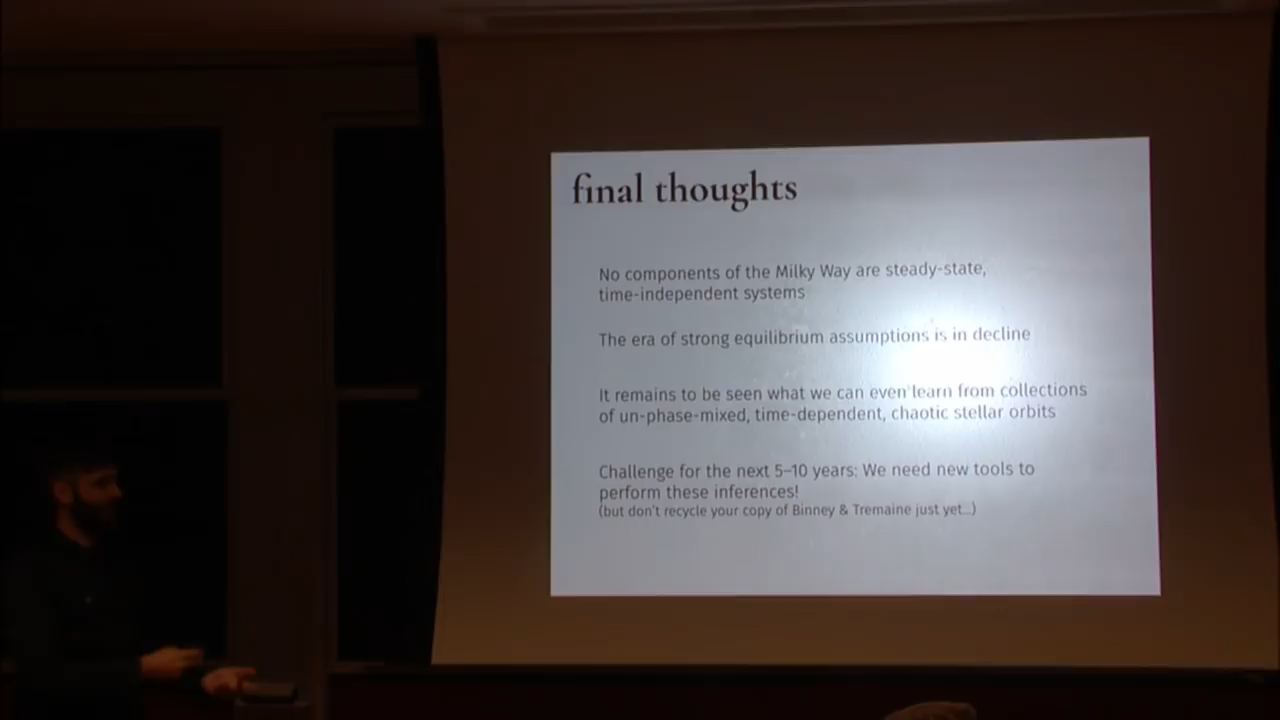 final thoughts
No components of the Milky Way are steady-state,
time-independent systems
The era of strong equilibrium assumptions is in decline
It remains to be seen what we can even learn from collections
of un-phase-mixed, time-dependent, chaotic stellar orbits
Challenge for the next 5–10 years: We need new tools to
perform these inferences!
(but don't recycle your copy of Binney & Tremaine just yet...)